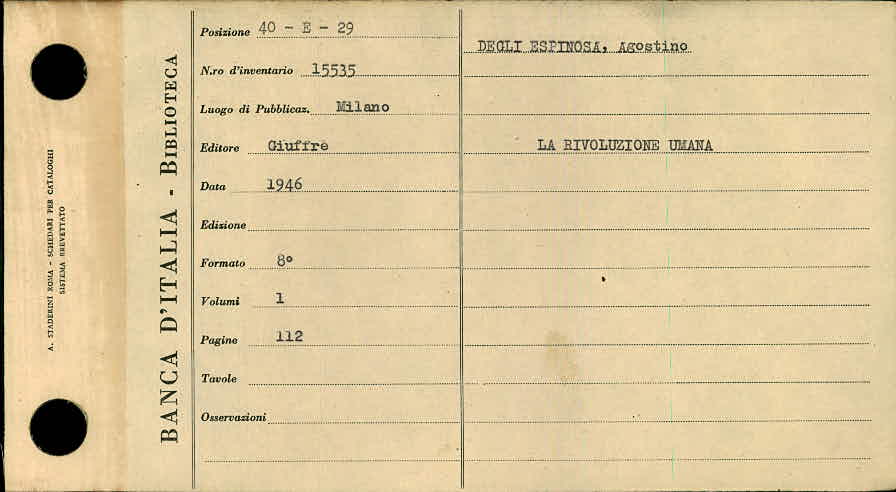 A. STADERINI ROMA - SCHEDARI PER CATALOGHI
SISTEMA BREVETTATO
BANCA D'ITALIA - BIBLIOTECA
Posizione 40 - E - 29
N.ro d'inventario 15535
Luogo di Pubblicaz. Milano
Editore Giuffrè
Data 1946
Edizione
Formato 8°
Volumi 1
Pagine 112
Tavole
Osservazioni
DEGLI ESPINOSA, Agostino
LA RIVOLUZIONE UMANA